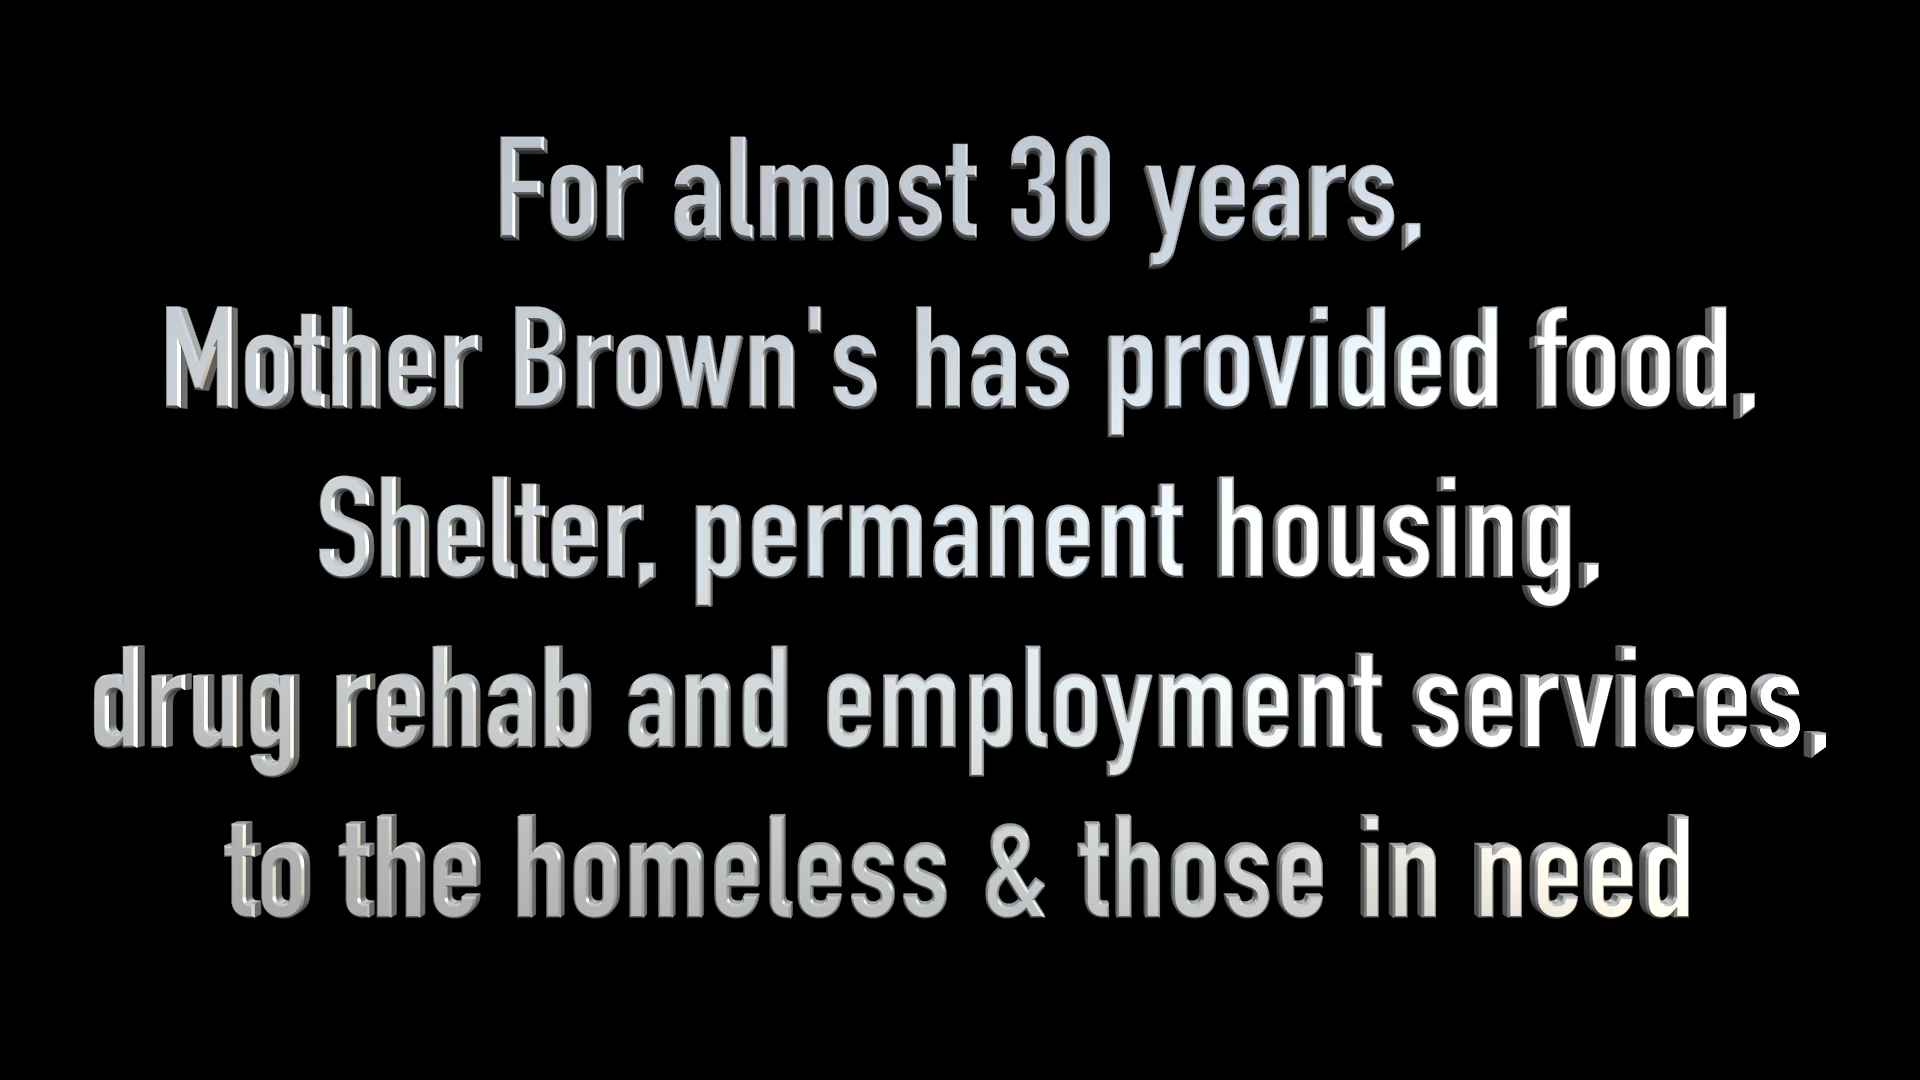 For almost 30 years,
Mother Brown's has provided food,
Shelter, permanent housing,
drug rehab and employment services,
to the homeless & those in need